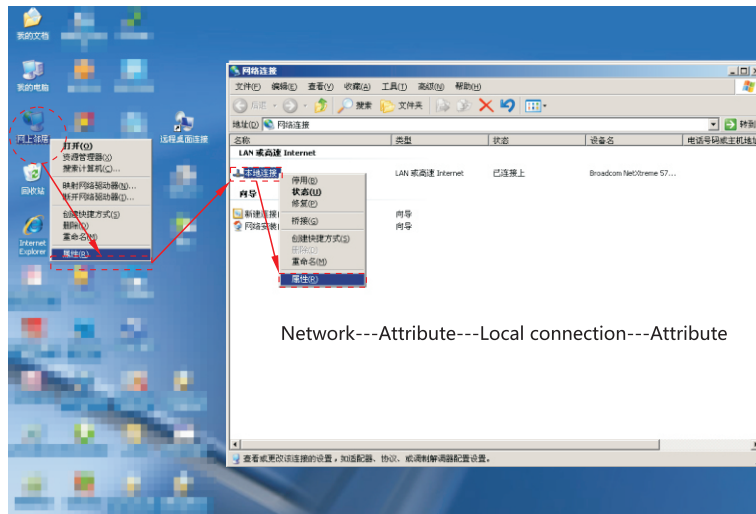 我的文档
我的电脑
网上邻居
回收站
Internet
Explorer
远程桌面连接
打开(O)
资源管理器(X)
搜索计算机(C)...
映射网络驱动器(N)...
断开网络驱动器(I)...
创建快捷方式(S)
删除(D)
重命名(M)
属性(R)
网络连接
文件(F) 编辑(E) 查看(V) 收藏(A) 工具(T) 高级(N) 帮助(H)
后退 搜索 文件夹
地址(D) 网络连接 转到
名称 类型 状态 设备名 电话号码或主机地址
LAN 或高速 Internet
本地连接 LAN 或高速 Internet 已连接上 Broadcom NetXtreme 57...
向导
新建连接 向导
网络安装 向导
停用(B)
状态(U)
修复(P)
桥接(G)
创建快捷方式(S)
删除(D)
重命名(M)
属性(R)
Network---Attribute---Local connection---Attribute
查看或更改该连接的设置，如适配器、协议、或调制解调器配置设置。